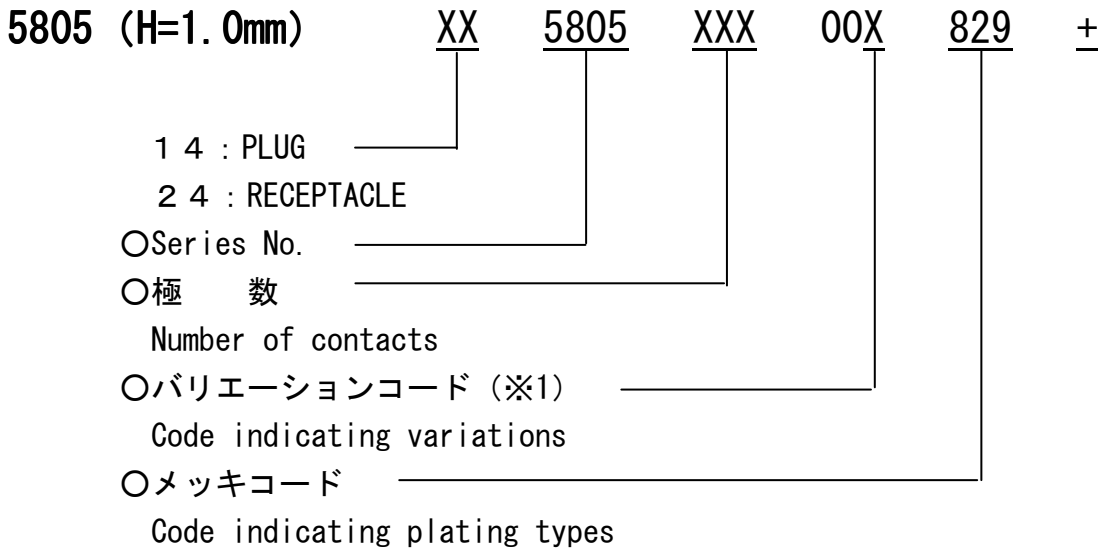 5805 (H=1.0mm) XX 5805 XXX 00X 829 +
１４:PLUG
２４:RECEPTACLE
○Series No.
○極　　数
Number of contacts
○バリエーションコード (※1)
Code indicating variations
○メッキコード
Code indicating plating types